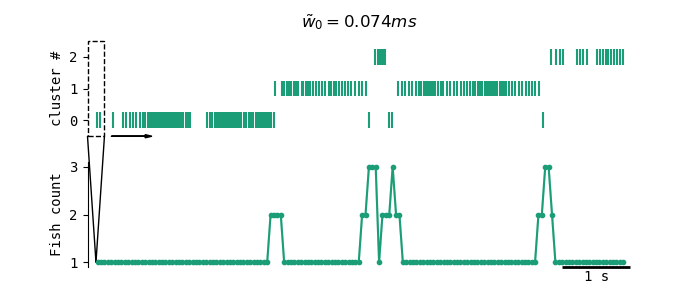 w̃₀ = 0.074ms
cluster #
2
1
0
Fish count
3
2
1
1 s